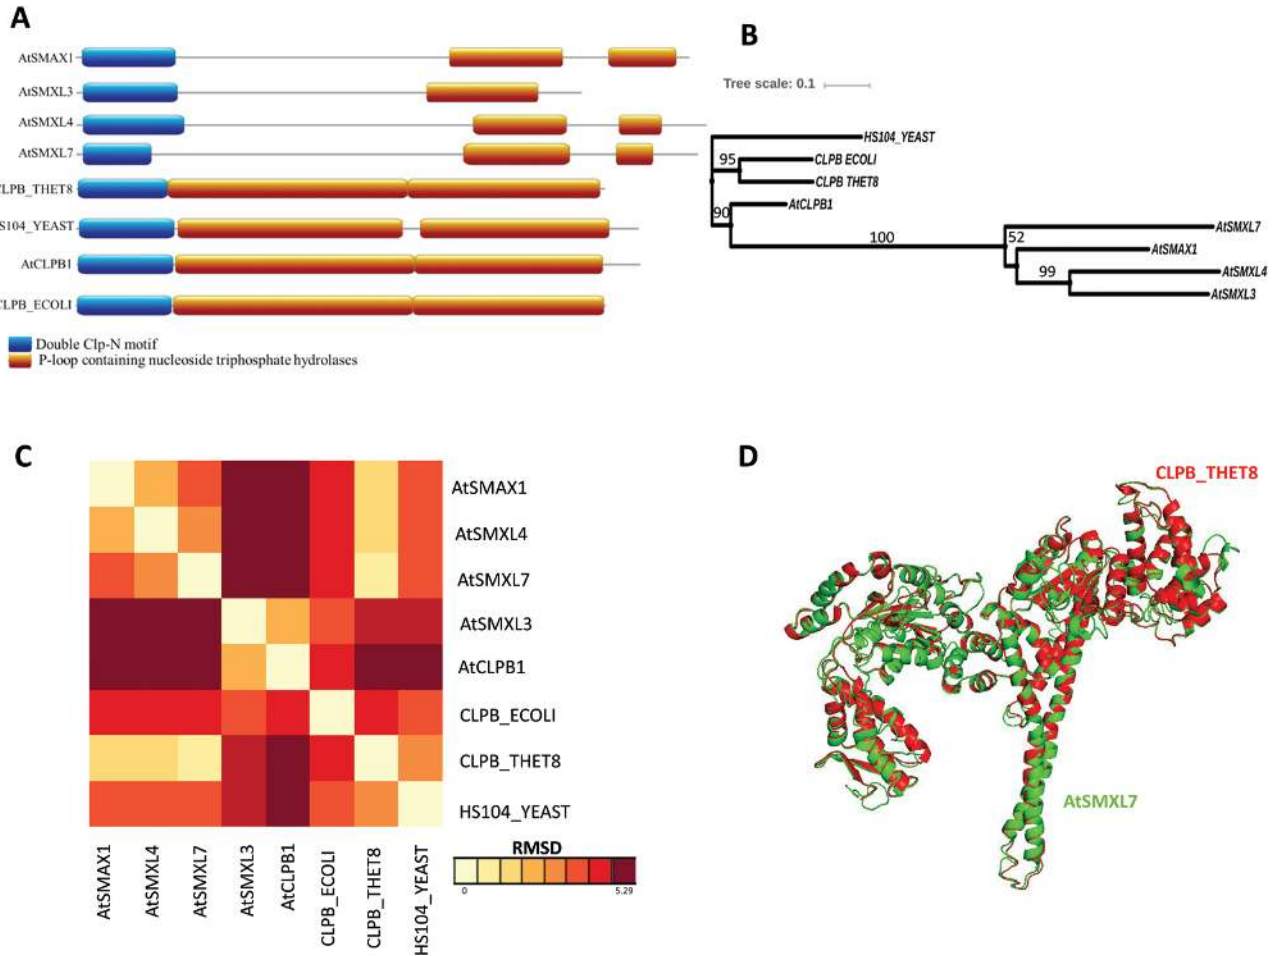 A
AtSMAX1
AtSMXL3
AtSMXL4
AtSMXL7
CLPB_THET8
HS104_YEAST
AtCLPB1
CLPB_ECOLI
Double Clp-N motif
P-loop containing nucleoside triphosphate hydrolases
B
Tree scale: 0.1
HS104_YEAST
95
CLPB ECOLI
CLPB THET8
AtCLPB1
90
100
AtSMXL7
52
AtSMAX1
99
AtSMXL4
AtSMXL3
C
AtSMAX1
AtSMXL4
AtSMXL7
AtSMXL3
AtCLPB1
CLPB_ECOLI
CLPB_THET8
HS104_YEAST
AtSMAX1
AtSMXL4
AtSMXL7
AtSMXL3
AtCLPB1
CLPB_ECOLI
CLPB_THET8
HS104_YEAST
RMSD
0
5.29
D
CLPB_THET8
AtSMXL7